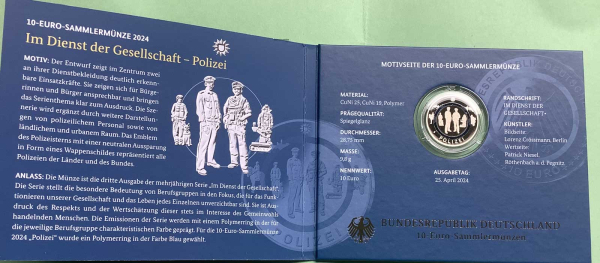 10-EURO-SAMMLERMÜNZE 2024
Im Dienst der Gesellschaft – Polizei
MOTIV: Der Entwurf zeigt im Zentrum zwei
an ihrer Dienstbekleidung deutlich erkenn-
bare Einsatzkräfte. Sie zeigen sich für Bürge-
rinnen und Bürger ansprechbar und bringen
das Serienthema klar zum Ausdruck. Die Sze-
nerie wird ergänzt durch weitere Darstellun-
gen von polizeilichem Personal sowie von
ländlichem und urbanem Raum. Das Emblem
des Polizeisterns mit einer neutralen Aussparung
in Form eines Wappenschildes repräsentiert alle
Polizeien der Länder und des Bundes.
ANLASS: Die Münze ist die dritte Ausgabe der mehrjährigen Serie „Im Dienst der Gesellschaft“.
Die Serie stellt die besondere Bedeutung von Berufsgruppen in den Fokus, die für das Funk-
tionieren unserer Gesellschaft und das Leben jedes Einzelnen unverzichtbar sind. Sie ist Aus-
druck des Respekts und der Wertschätzung dieser stets im Interesse des Gemeinwohls
handelnden Menschen. Die Emissionen der Serie werden mit einem Polymerring in der für
die jeweilige Berufsgruppe charakteristischen Farbe geprägt. Für die 10-Euro-Sammlermünze
2024 „Polizei“ wurde ein Polymerring in der Farbe Blau gewählt.
POLIZEI
MOTIVSEITE DER 10-EURO-SAMMLERMÜNZE
MATERIAL:
CuNi 25, CuNi 10, Polymer
PRÄGEQUALITÄT:
Spiegelglanz
DURCHMESSER:
28,75 mm
MASSE:
9,8 g
NENNWERT:
10 Euro
POLIZEI
AUSGABETAG:
25. April 2024
RANDSCHRIFT:
IM DIENST DER
GESELLSCHAFT
KÜNSTLER:
Bildseite
Lorenz Crössmann, Berlin
Wertseite
Patrick Niesel,
Röthenbach a. d. Pegnitz
BUNDESREPUBLIK DEUTSCHLAND
10-Euro-Sammlermünzen